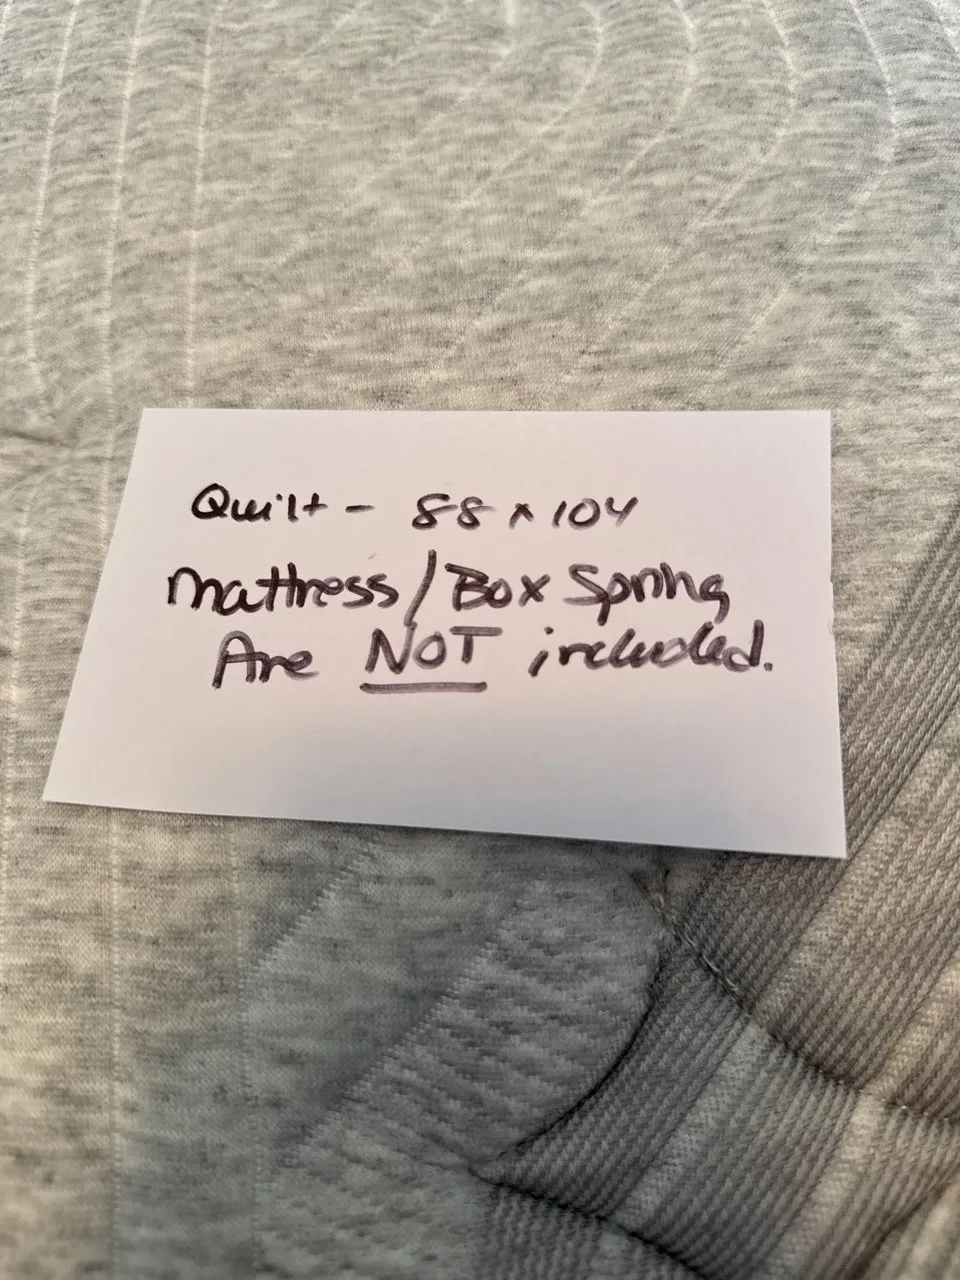 Quilt - 88 x 104
Mattress/Box Spring
Are NOT included.